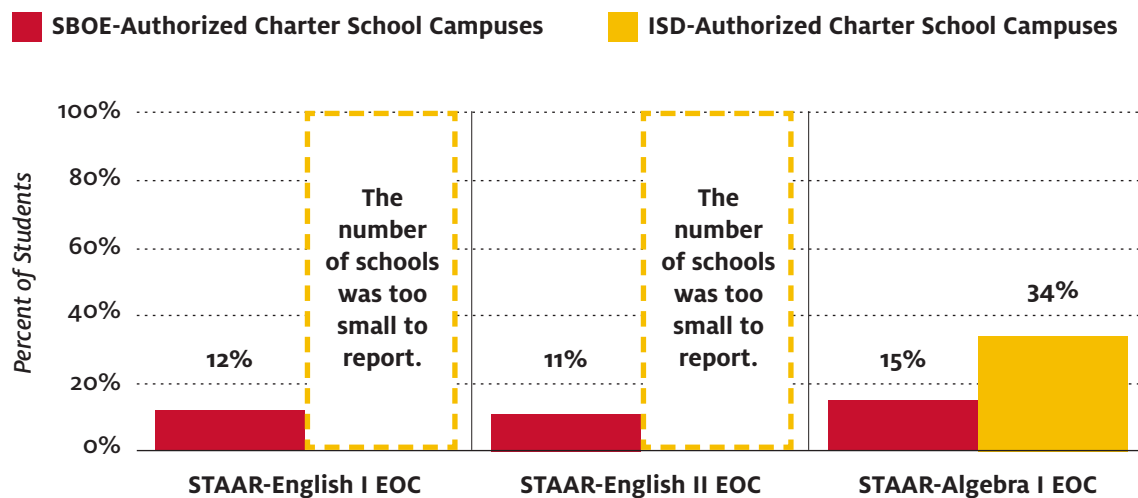 SBOE-Authorized Charter School Campuses
ISD-Authorized Charter School Campuses
Percent of Students
100%
80%
60%
40%
20%
0%
12%
The
number
of schools
was too
small to
report.
11%
The
number
of schools
was too
small to
report.
15%
34%
STAAR-English I EOC
STAAR-English II EOC
STAAR-Algebra I EOC